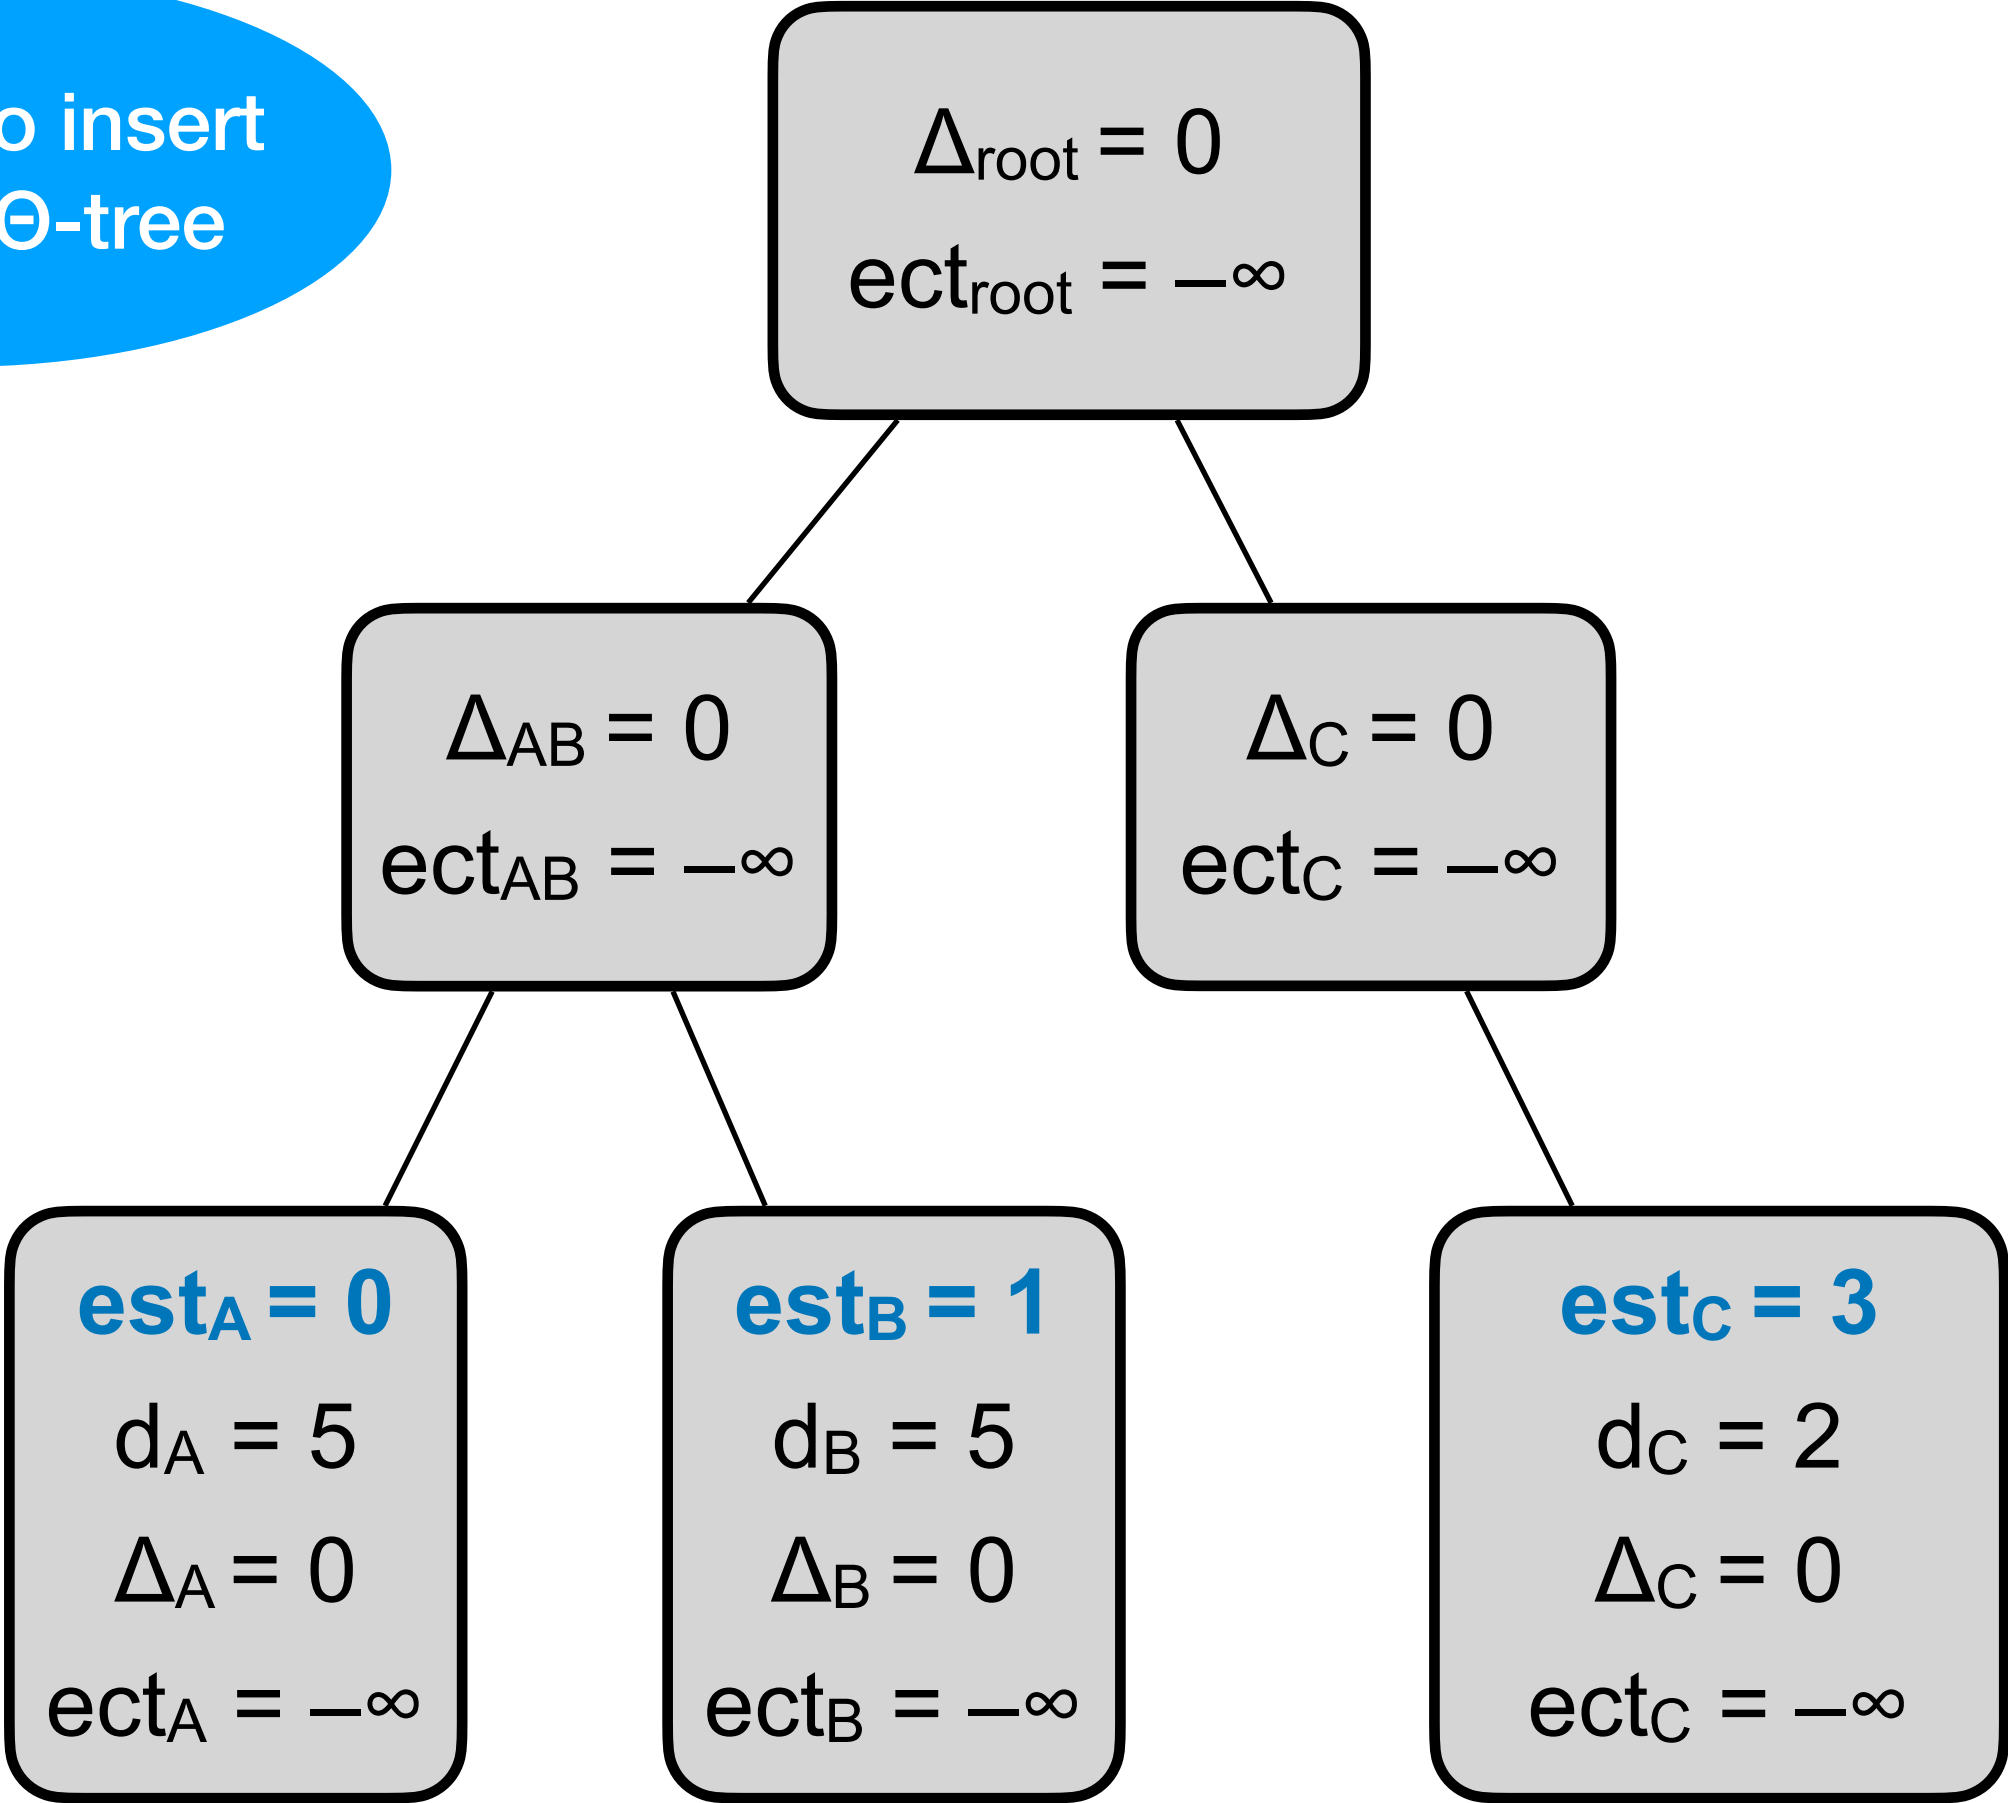 insert
Θ-tree
Δroot = 0
ectroot = –∞
ΔAB = 0
ectAB = –∞
ΔC = 0
ectC = –∞
estA = 0
dA = 5
ΔA = 0
ectA = –∞
estB = 1
dB = 5
ΔB = 0
ectB = –∞
estC = 3
dC = 2
ΔC = 0
ectC = –∞